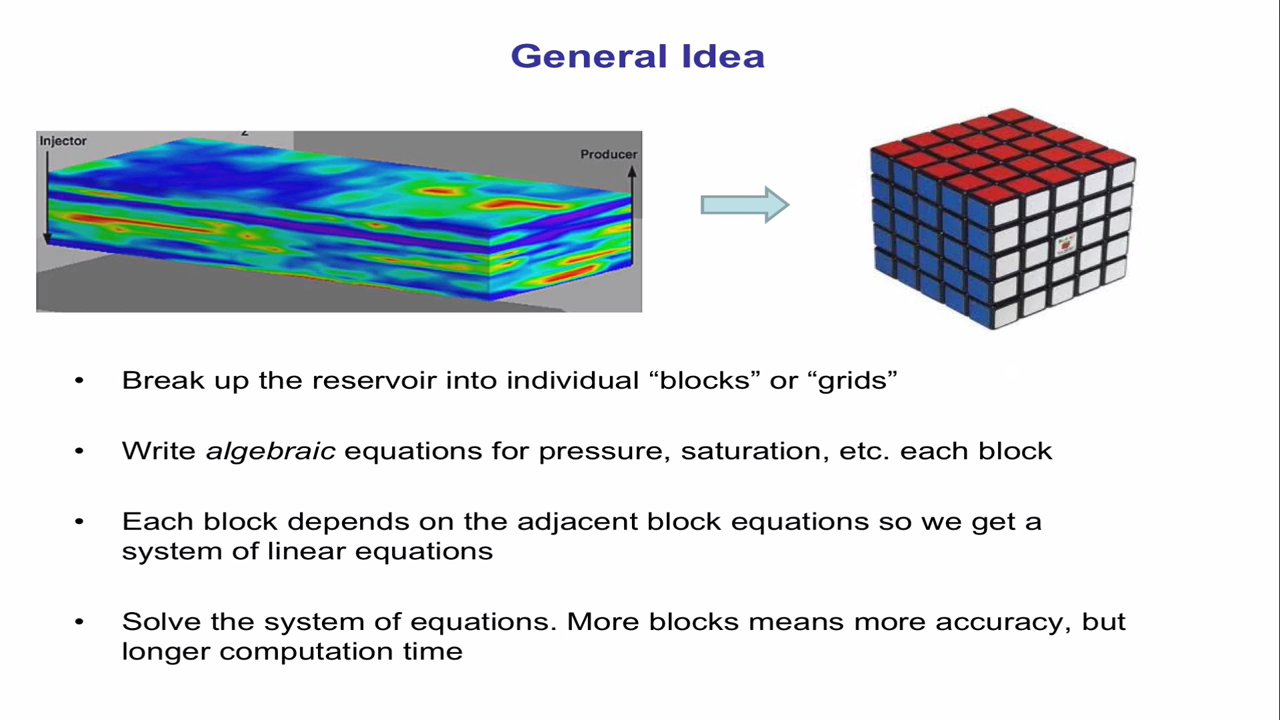 General Idea
Injector
Z
Producer
• Break up the reservoir into individual “blocks” or “grids”
• Write algebraic equations for pressure, saturation, etc. each block
• Each block depends on the adjacent block equations so we get a
system of linear equations
• Solve the system of equations. More blocks means more accuracy, but
longer computation time